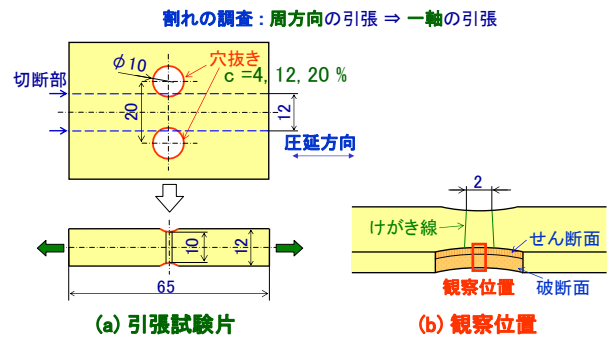 割れの調査：周方向の引張 ⇒ 一軸の引張
φ10
穴抜き
c =4, 12, 20 %
切断部
20
12
圧延方向
10
12
65
(a) 引張試験片
2
けがき線
せん断面
観察位置
破断面
(b) 観察位置